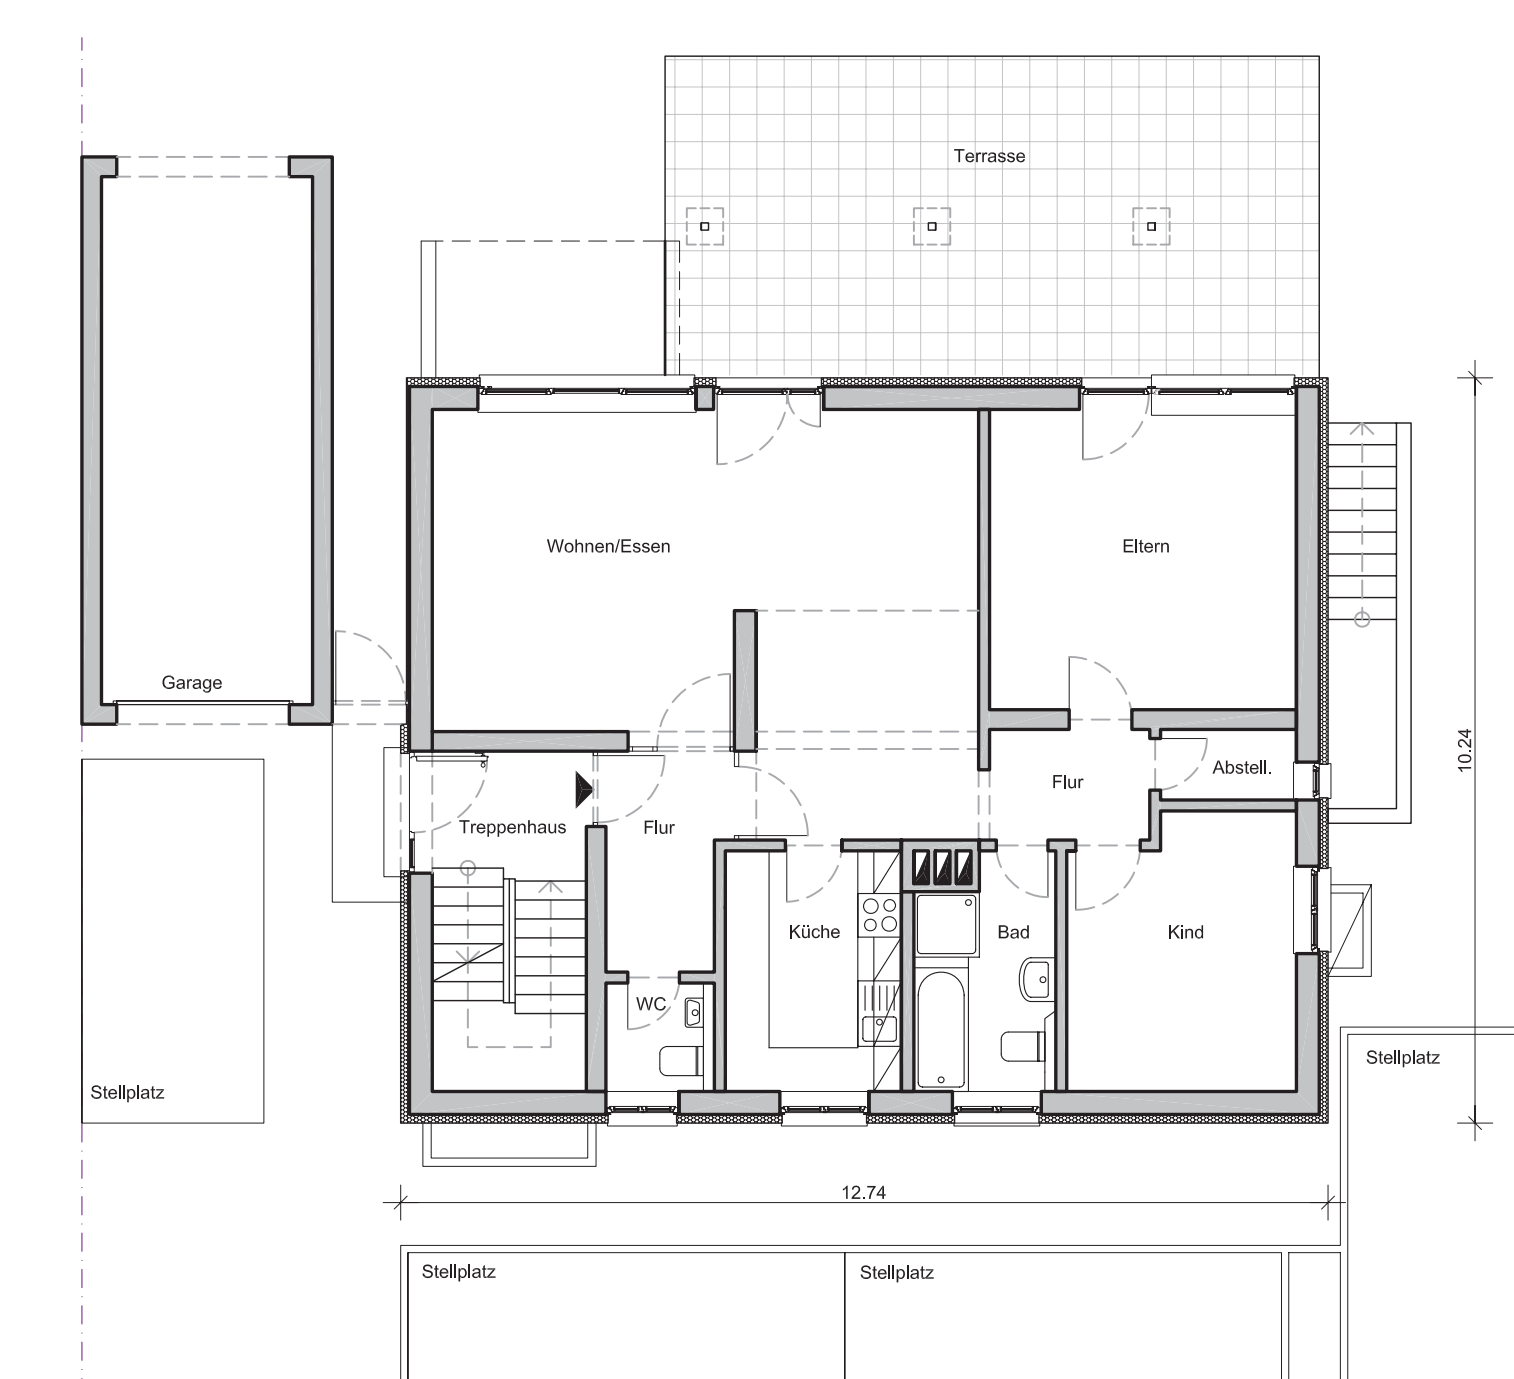 Terrasse
Wohnen/Essen
Eltern
Garage
10.24
Abstell.
Flur
Treppenhaus
Flur
Küche
Bad
Kind
WC
Stellplatz
Stellplatz
12.74
Stellplatz
Stellplatz